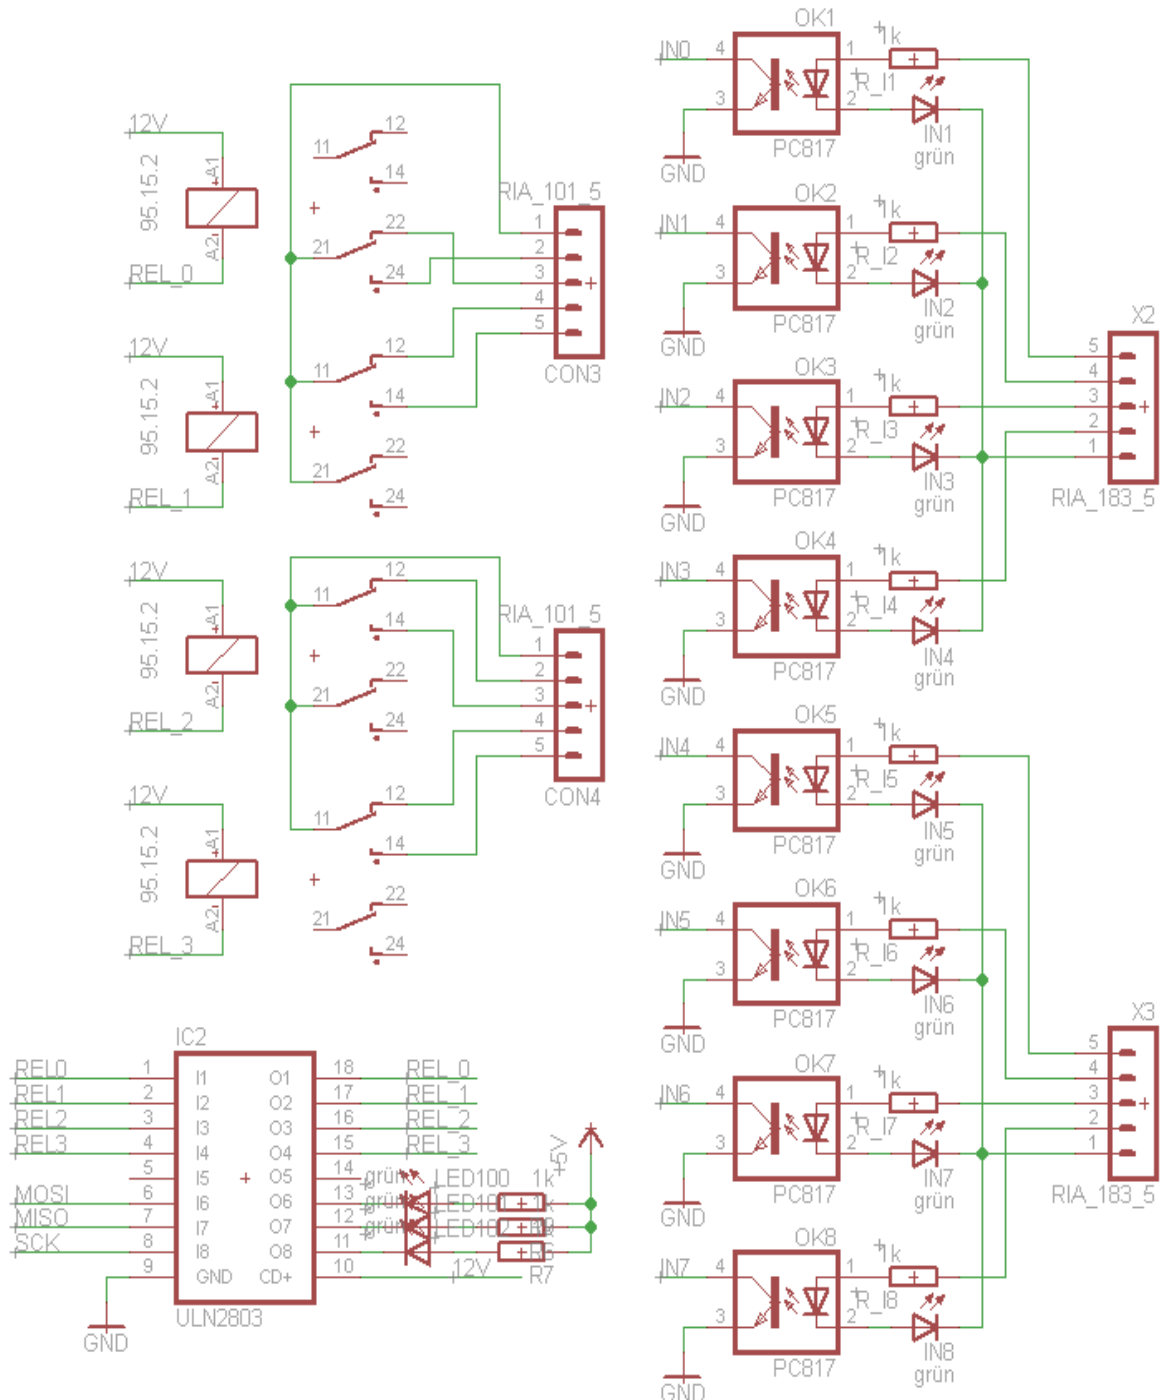 12V
A1
95.15.2
A2
REL_0
11
12
14
21
22
24
12V
A1
95.15.2
A2
REL_1
11
12
14
21
22
24
RIA_101_5
1
2
3
4
5
CON3
12V
A1
95.15.2
A2
REL_2
11
12
14
21
22
24
12V
A1
95.15.2
A2
REL_3
11
12
14
21
22
24
RIA_101_5
1
2
3
4
5
CON4
IC2
REL0 1 I1 O1 18 REL_0
REL1 2 I2 O2 17 REL_1
REL2 3 I3 O3 16 REL_2
REL3 4 I4 O4 15 REL_3
5 I5 O5 14 grün LED100 1k
MOSI 6 I6 O6 13 grün
MISO 7 I7 O7 12 grün
SCK 8 I8 O8 11
9 GND CD+ 10 12V R7
+5V
GND
ULN2803
OK1
IN0 4 1 1k
R_I1
3 2
IN1
grün
GND
PC817
OK2
IN1 4 1 1k
R_I2
3 2
IN2
grün
GND
PC817
OK3
IN2 4 1 1k
R_I3
3 2
IN3
grün
GND
PC817
OK4
IN3 4 1 1k
R_I4
3 2
IN4
grün
GND
X2
5
4
3
2
1
RIA_183_5
PC817
OK5
IN4 4 1 1k
R_I5
3 2
IN5
grün
GND
PC817
OK6
IN5 4 1 1k
R_I6
3 2
IN6
grün
GND
PC817
OK7
IN6 4 1 1k
R_I7
3 2
IN7
grün
GND
PC817
OK8
IN7 4 1 1k
R_I8
3 2
IN8
grün
GND
PC817
X3
5
4
3
2
1
RIA_183_5